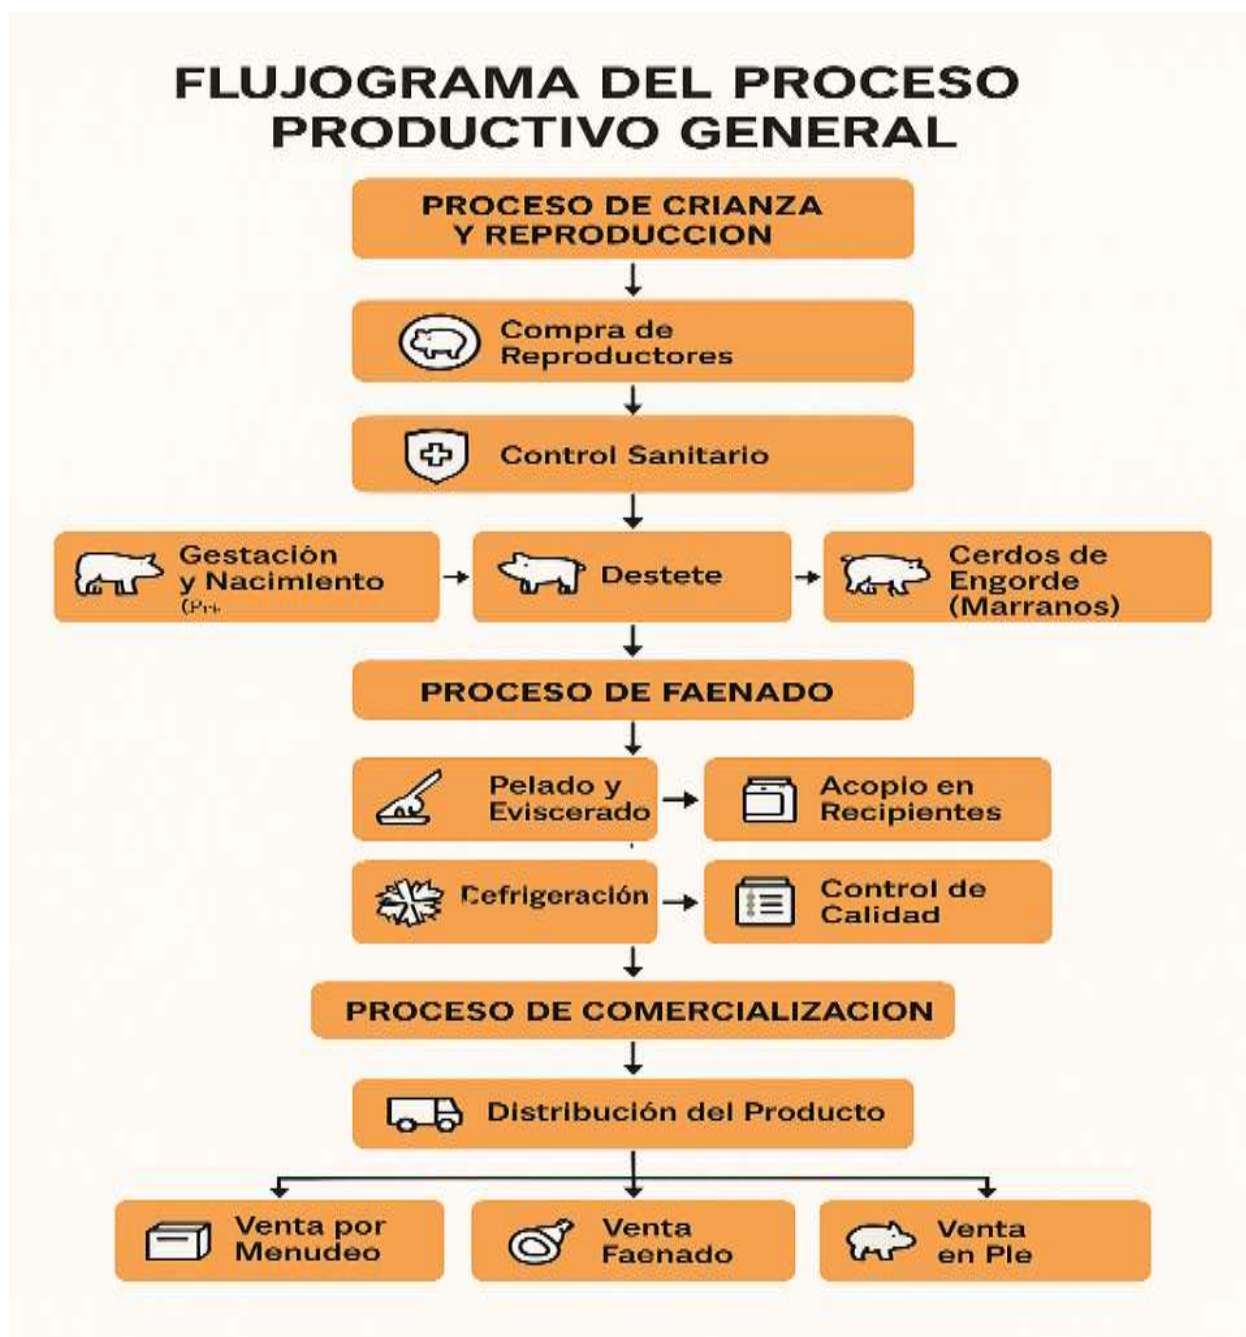 FLUJOGRAMA DEL PROCESO
PRODUCTIVO GENERAL
PROCESO DE CRIANZA
Y REPRODUCCION
Compra de
Reproductores
Control Sanitario
Gestación
y Nacimiento
Destete
Cerdos de
Engorde
(Marranos)
PROCESO DE FAENADO
Pelado y
Eviscerado
Acopio en
Recipientes
Cefrigeración
Control de
Calidad
PROCESO DE COMERCIALIZACION
Distribución del Producto
Venta por
Menudeo
Venta
Faenado
Venta
en Ple